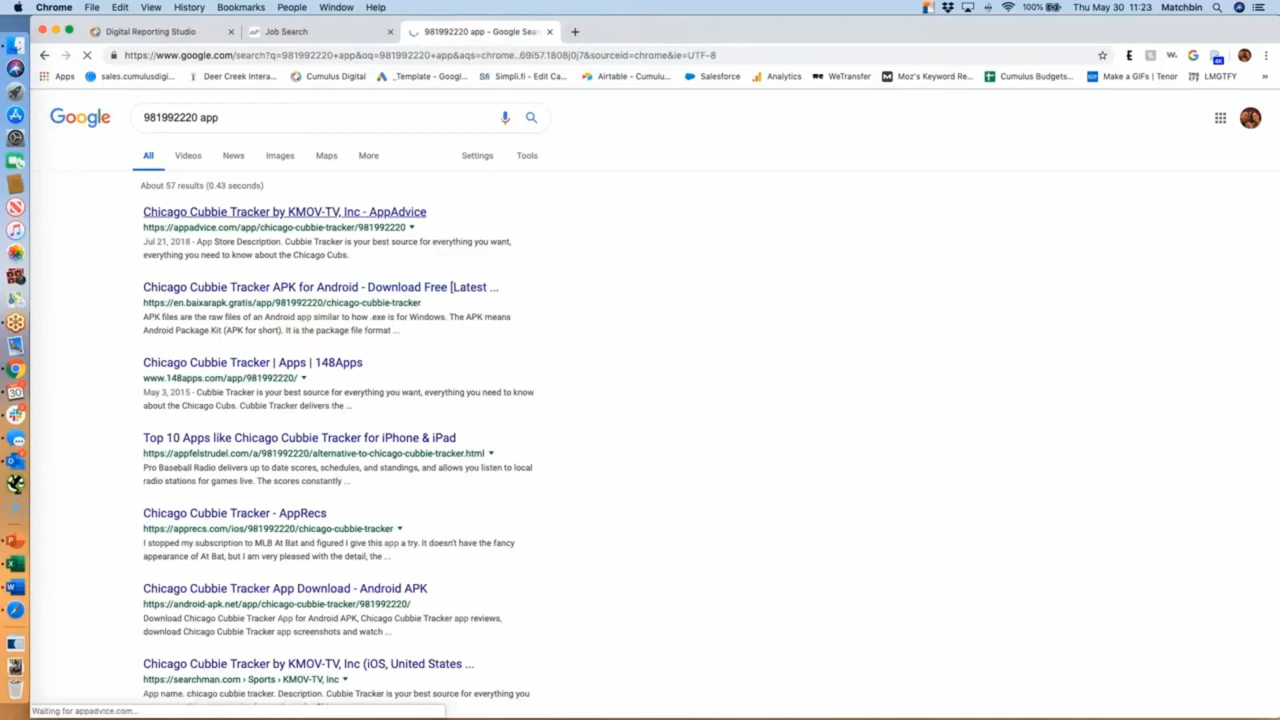 Chrome File Edit View History Bookmarks People Window Help 100% Thu May 30 11:23 Matchbin
Digital Reporting Studio Job Search 981992220 app - Google Sear
https://www.google.com/search?q=981992220+app&oq=981992220+app&aqs=chrome..69i57.1808j0j7&sourceid=chrome&ie=UTF-8
Apps sales.cumulusdigi... Deer Creek Intera... Cumulus Digital _Template - Googl... Simpli.fi - Edit Ca... Airtable - Cumulu... Salesforce Analytics WeTransfer Moz's Keyword Re... Cumulus Budgets... Make a GIFs | Tenor LMGTFY »
Google 981992220 app
All Videos News Images Maps More Settings Tools
About 57 results (0.43 seconds)
Chicago Cubbie Tracker by KMOV-TV, Inc - AppAdvice
https://appadvice.com/app/chicago-cubbie-tracker/981992220
Jul 21, 2018 - App Store Description. Cubbie Tracker is your best source for everything you want,
everything you need to know about the Chicago Cubs.
Chicago Cubbie Tracker APK for Android - Download Free [Latest ...
https://en.baixarapk.gratis/app/981992220/chicago-cubbie-tracker
APK files are the raw files of an Android app similar to how .exe is for Windows. The APK means
Android Package Kit (APK for short). It is the package file format ...
Chicago Cubbie Tracker | Apps | 148Apps
www.148apps.com/app/981992220/
May 3, 2015 - Cubbie Tracker is your best source for everything you want, everything you need to know
about the Chicago Cubs. Cubbie Tracker delivers the ...
Top 10 Apps like Chicago Cubbie Tracker for iPhone & iPad
https://appfelstrudel.com/a/981992220/alternative-to-chicago-cubbie-tracker.html
Pro Baseball Radio delivers up to date scores, schedules, and standings, and allows you listen to local
radio stations for games live. The scores constantly ...
Chicago Cubbie Tracker - AppRecs
https://apprecs.com/ios/981992220/chicago-cubbie-tracker
I stopped my subscription to MLB At Bat and figured I give this app a try. It doesn't have the fancy
appearance of At Bat, but I am very pleased with the detail, the ...
Chicago Cubbie Tracker App Download - Android APK
https://android-apk.net/app/chicago-cubbie-tracker/981992220/
Download Chicago Cubbie Tracker App for Android APK, Chicago Cubbie Tracker app reviews,
download Chicago Cubbie Tracker app screenshots and watch ...
Chicago Cubbie Tracker by KMOV-TV, Inc (iOS, United States ...
https://searchman.com › Sports › KMOV-TV, Inc
App name. chicago cubbie tracker. Description. Cubbie Tracker is your best source for everything you
Waiting for appadvice.com...